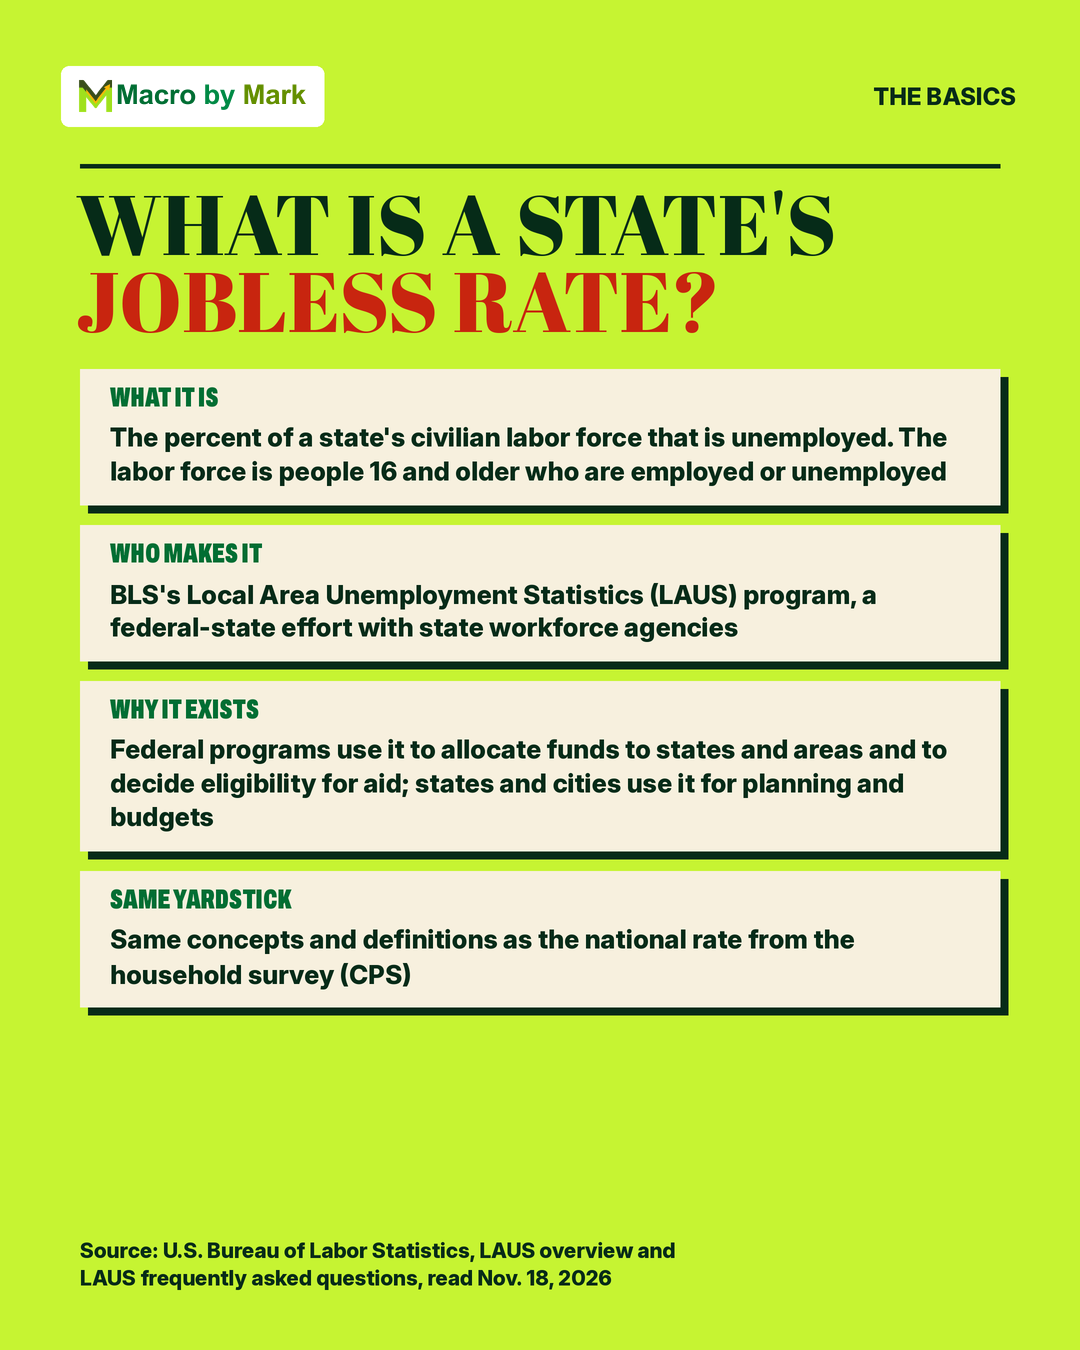 Macro by Mark
THE BASICS
WHAT IS A STATE'S
JOBLESS RATE?
WHAT IT IS
The percent of a state's civilian labor force that is unemployed. The
labor force is people 16 and older who are employed or unemployed
WHO MAKES IT
BLS's Local Area Unemployment Statistics (LAUS) program, a
federal-state effort with state workforce agencies
WHY IT EXISTS
Federal programs use it to allocate funds to states and areas and to
decide eligibility for aid; states and cities use it for planning and
budgets
SAME YARDSTICK
Same concepts and definitions as the national rate from the
household survey (CPS)
Source: U.S. Bureau of Labor Statistics, LAUS overview and
LAUS frequently asked questions, read Nov. 18, 2026